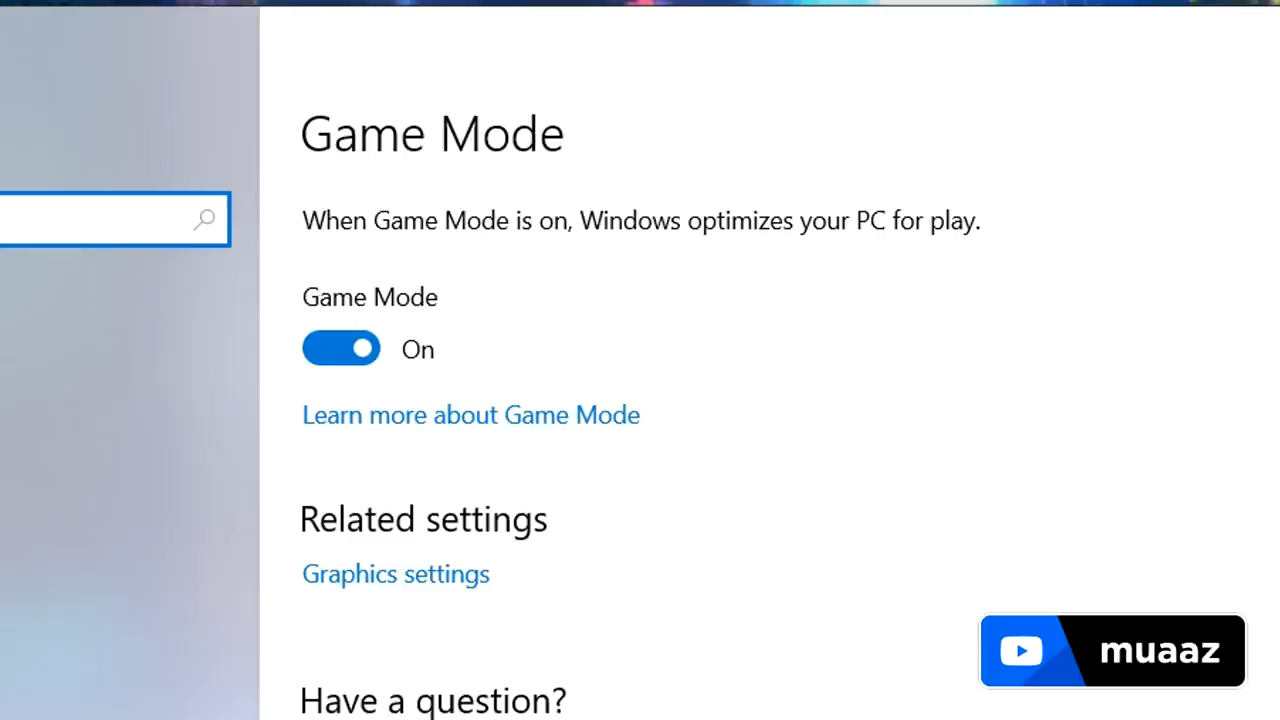 Game Mode
When Game Mode is on, Windows optimizes your PC for play.
Game Mode
On
Learn more about Game Mode
Related settings
Graphics settings
muaaz
Have a question?